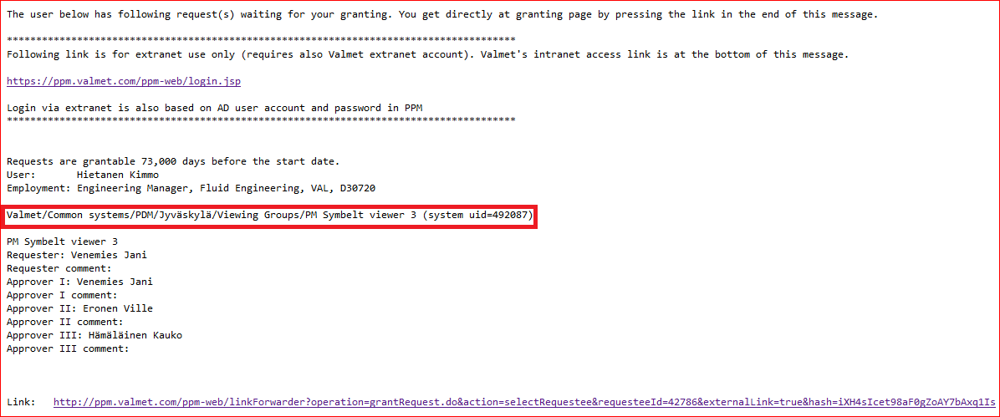 The user below has following request(s) waiting for your granting. You get directly at granting page by pressing the link in the end of this message.
***************************************************************************************
Following link is for extranet use only (requires also Valmet extranet account). Valmet's intranet access link is at the bottom of this message.
https://ppm.valmet.com/ppm-web/login.jsp
Login via extranet is also based on AD user account and password in PPM
***************************************************************************************
Requests are grantable 73,000 days before the start date.
User:       Hietanen Kimmo
Employment: Engineering Manager, Fluid Engineering, VAL, D30720
Valmet/Common systems/PDM/Jyväskylä/Viewing Groups/PM Symbelt viewer 3 (system uid=492087)
PM Symbelt viewer 3
Requester: Venemies Jani
Requester comment:
Approver I: Venemies Jani
Approver I comment:
Approver II: Eronen Ville
Approver II comment:
Approver III: Hämäläinen Kauko
Approver III comment:
Link:   http://ppm.valmet.com/ppm-web/linkForwarder?operation=grantRequest.do&action=selectRequestee&requesteeId=42786&externalLink=true&hash=iXH4sIcet98aF0gZoAY7bAxq1Is